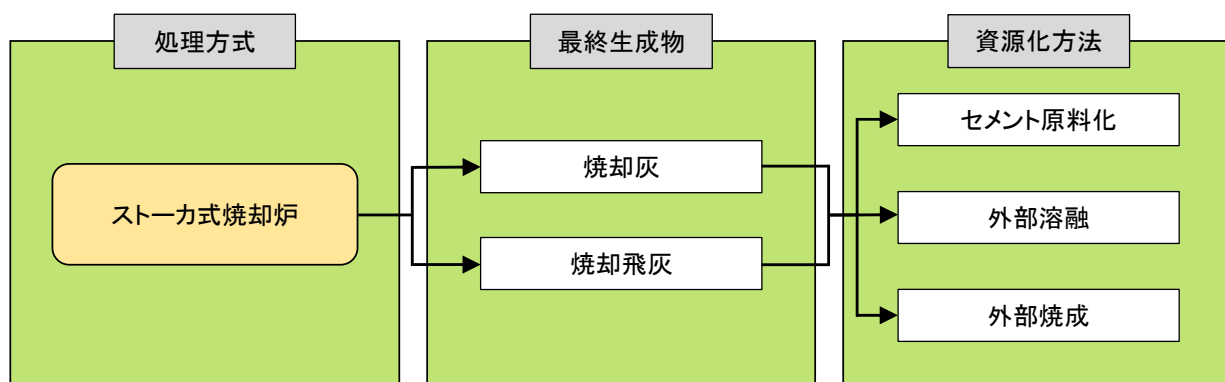 処理方式
最終生成物
資源化方法
ストーカ式焼却炉
焼却灰
焼却飛灰
セメント原料化
外部溶融
外部焼成